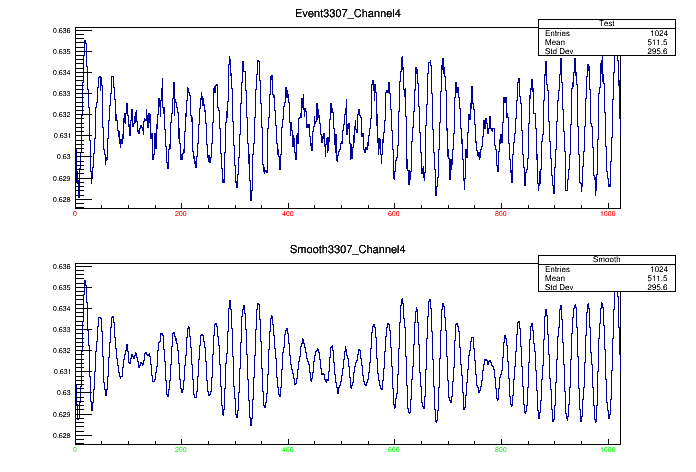 Event3307_Channel4
Test
Entries 1024
Mean 511.5
Std Dev 295.6
0.636
0.635
0.634
0.633
0.632
0.631
0.63
0.629
0.628
0 200 400 600 800 1000
Smooth3307_Channel4
Smooth
Entries 1024
Mean 511.5
Std Dev 295.6
0.636
0.635
0.634
0.633
0.632
0.631
0.63
0.629
0.628
0 200 400 600 800 1000